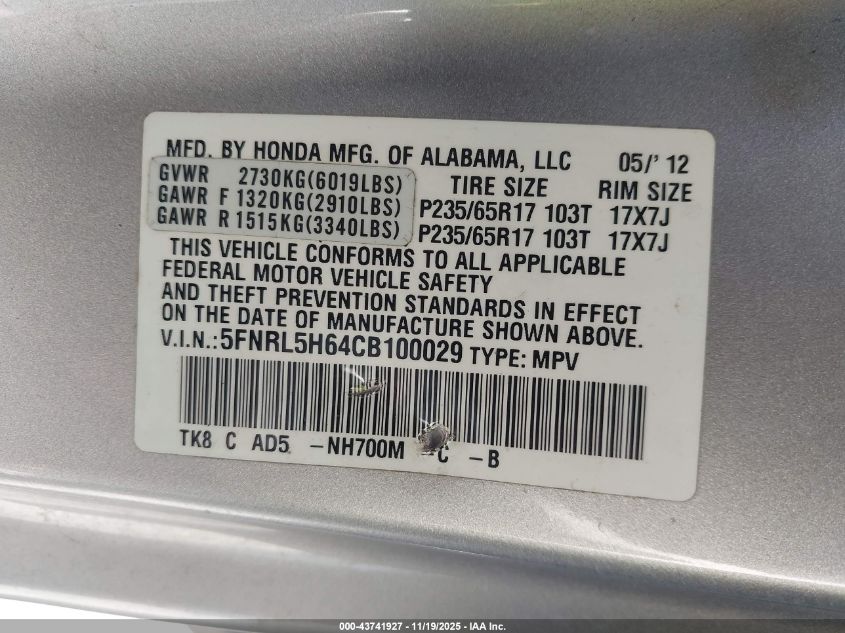 MFD. BY HONDA MFG. OF ALABAMA, LLC 05/' 12
GVWR 2730KG(6019LBS) TIRE SIZE RIM SIZE
GAWR F 1320KG(2910LBS) P235/65R17 103T 17X7J
GAWR R 1515KG(3340LBS) P235/65R17 103T 17X7J
THIS VEHICLE CONFORMS TO ALL APPLICABLE
FEDERAL MOTOR VEHICLE SAFETY
AND THEFT PREVENTION STANDARDS IN EFFECT
ON THE DATE OF MANUFACTURE SHOWN ABOVE.
V.I.N.:5FNRL5H64CB100029 TYPE: MPV
TK8 C AD5 -NH700M -C -B
000-43741927 - 11/19/2025 - IAA Inc.